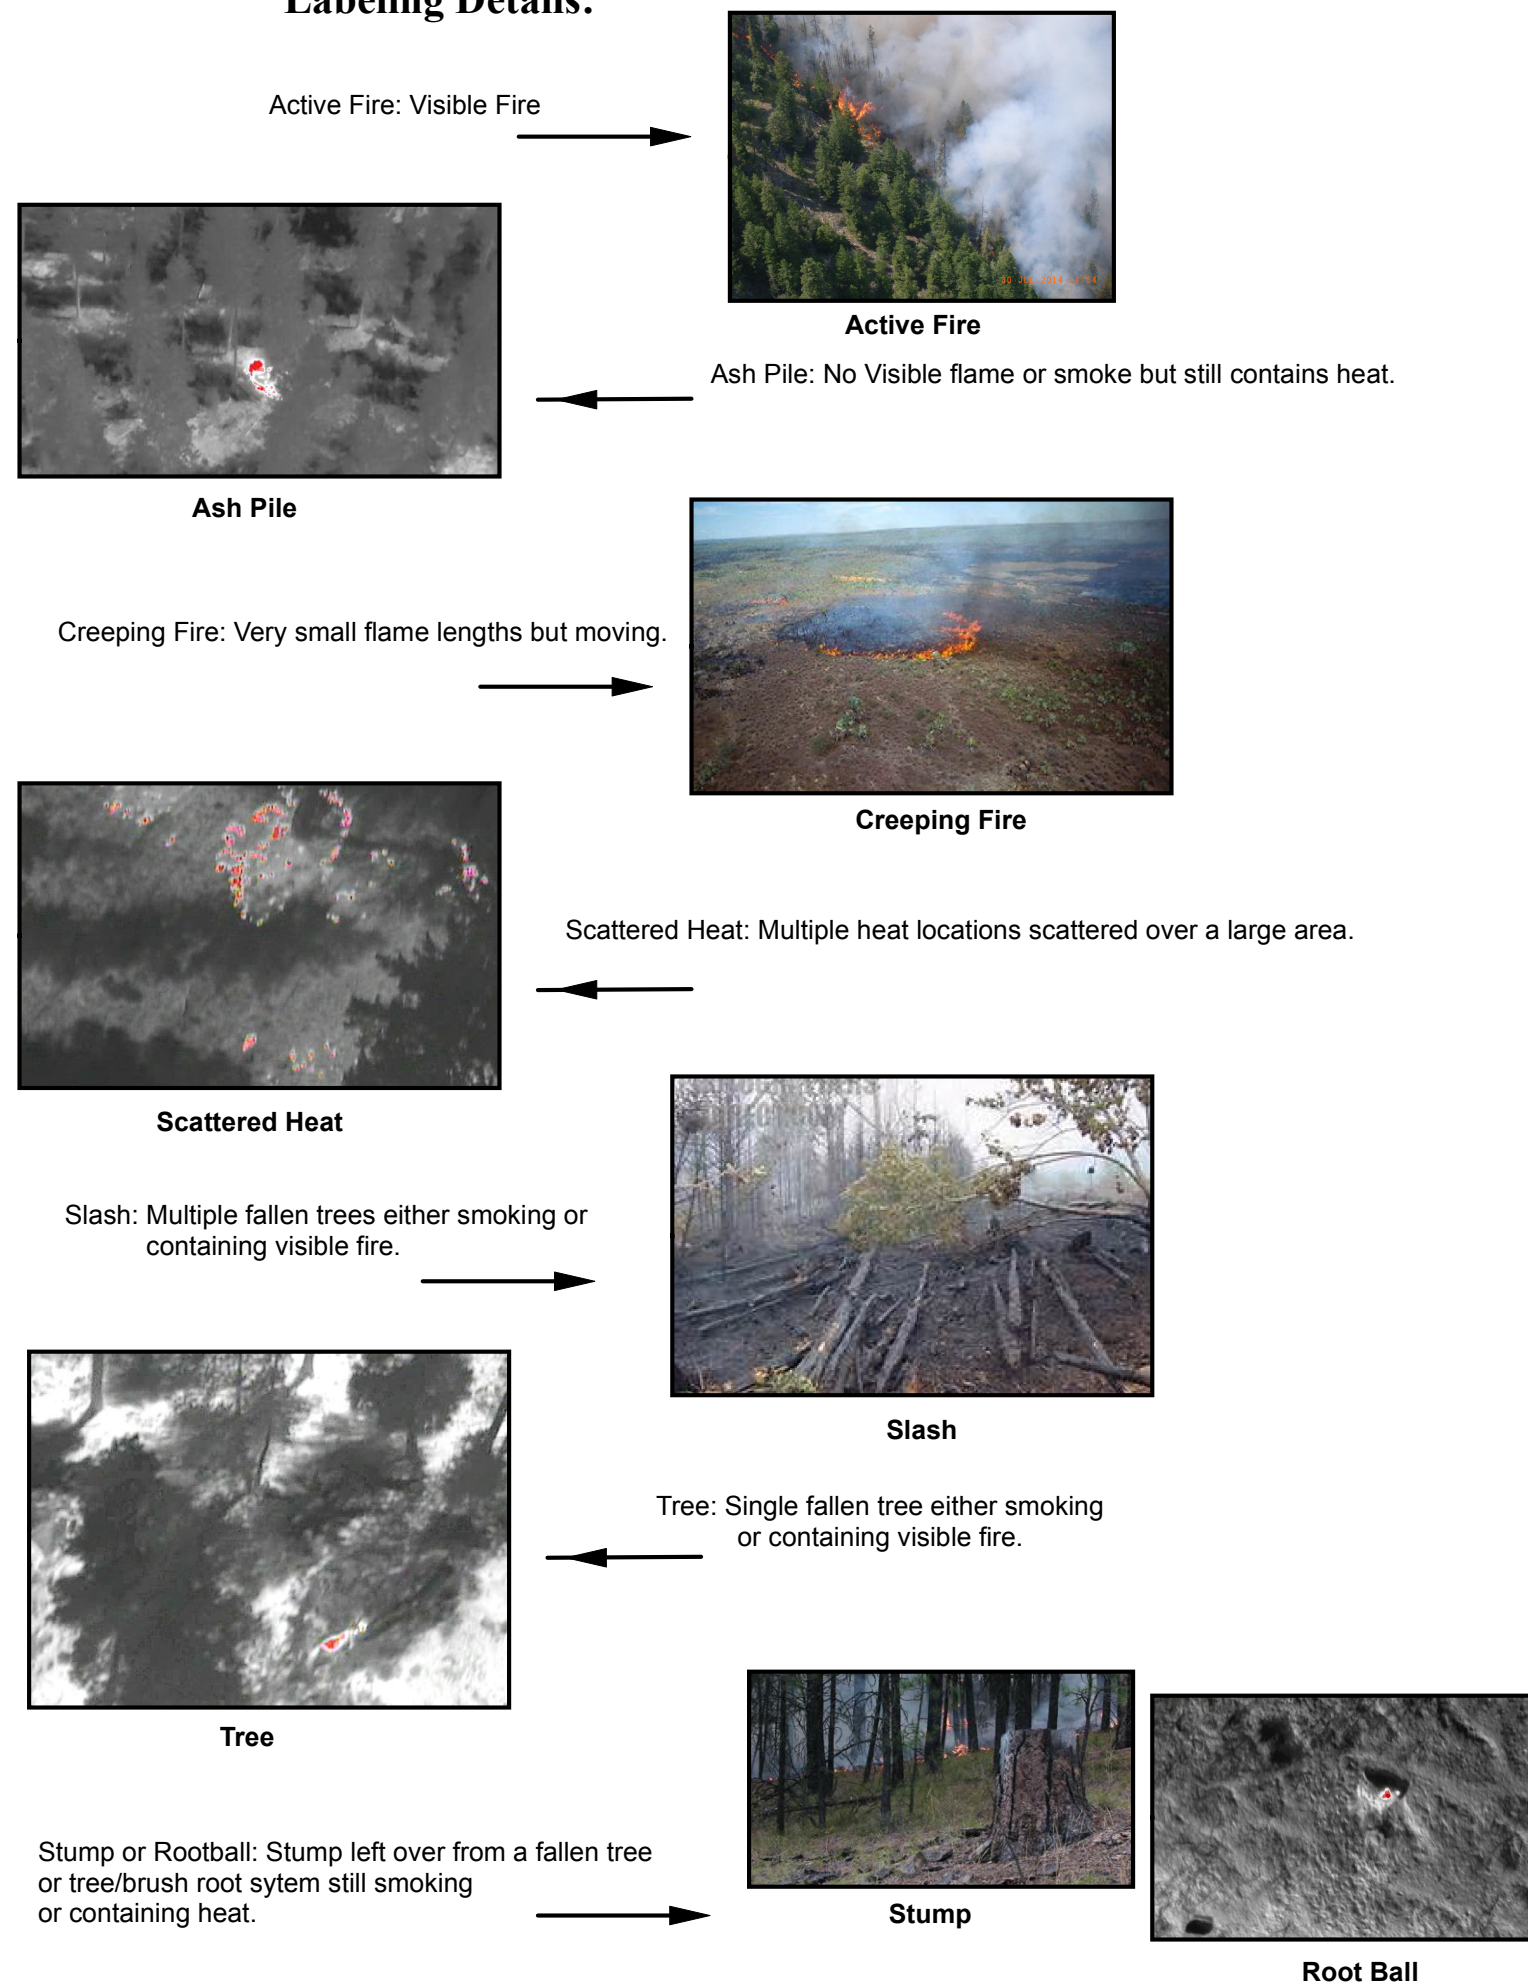 Labeling Details:
Active Fire: Visible Fire
Active Fire
Ash Pile: No Visible flame or smoke but still contains heat.
Ash Pile
Creeping Fire: Very small flame lengths but moving.
Creeping Fire
Scattered Heat: Multiple heat locations scattered over a large area.
Scattered Heat
Slash: Multiple fallen trees either smoking or
containing visible fire.
Slash
Tree: Single fallen tree either smoking
or containing visible fire.
Tree
Stump or Rootball: Stump left over from a fallen tree
or tree/brush root sytem still smoking
or containing heat.
Stump
Root Ball